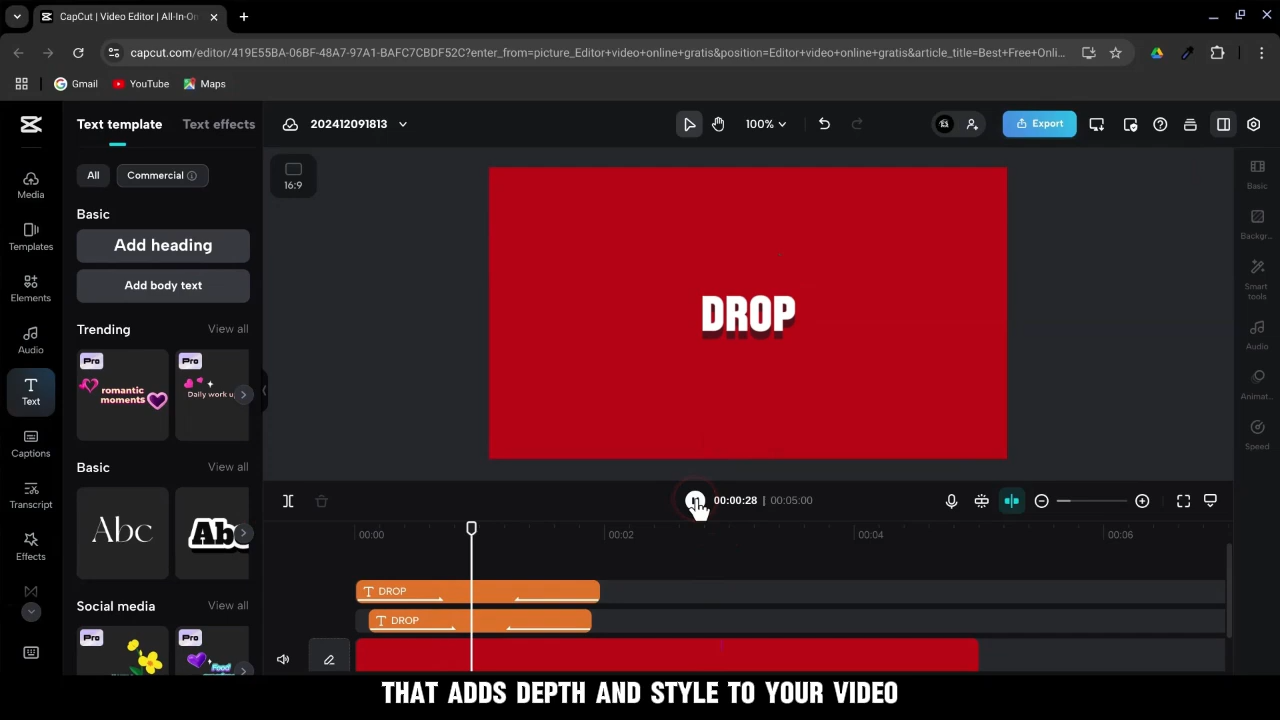 CapCut | Video Editor | All-In-On
capcut.com/editor/419E55BA-06BF-48A7-97A1-BAFC7CBDF52C?enter_from=picture_Editor+video+online+gratis&position=Editor+video+online+gratis&article_title=Best+Free+Onli...
Gmail
YouTube
Maps
Text template
Text effects
202412091813
100%
Export
All
Commercial
16:9
Basic
Add heading
Add body text
Trending
View all
Pro
romantic moments
Pro
Daily work u
Basic
View all
Abc
Abc
Social media
View all
Pro
Pro
Food
Media
Templates
Elements
Audio
Text
Captions
Transcript
Effects
DROP
Basic
Backgr...
Smart tools
Audio
Animat...
Speed
00:00:28 | 00:05:00
00:00
00:02
00:04
00:06
DROP
DROP
THAT ADDS DEPTH AND STYLE TO YOUR VIDEO